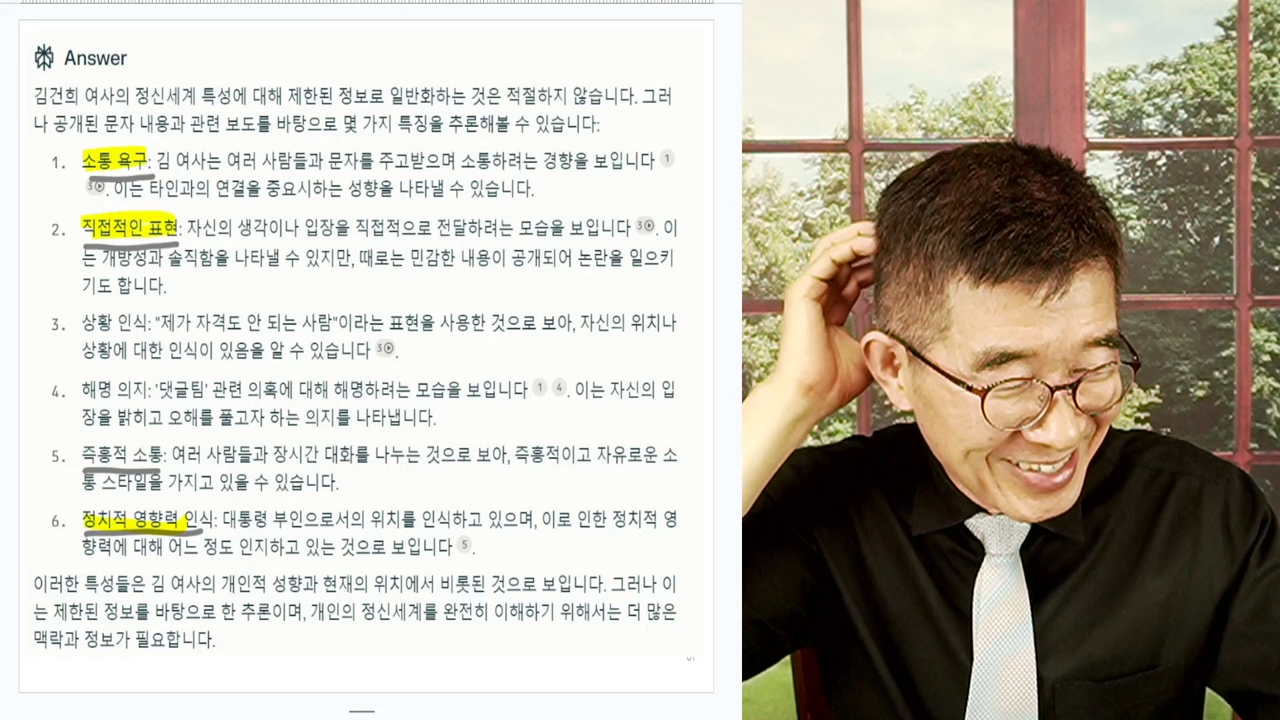 Answer
김건희 여사의 정신세계 특성에 대해 제한된 정보로 일반화하는 것은 적절하지 않습니다. 그러
나 공개된 문자 내용과 관련 보도를 바탕으로 몇 가지 특징을 추론해볼 수 있습니다:
1. 소통 욕구: 김 여사는 여러 사람들과 문자를 주고받으며 소통하려는 경향을 보입니다 1
3. 이는 타인과의 연결을 중요시하는 성향을 나타낼 수 있습니다.
2. 직접적인 표현: 자신의 생각이나 입장을 직접적으로 전달하려는 모습을 보입니다 3. 이
는 개방성과 솔직함을 나타낼 수 있지만, 때로는 민감한 내용이 공개되어 논란을 일으키
기도 합니다.
3. 상황 인식: "제가 자격도 안 되는 사람"이라는 표현을 사용한 것으로 보아, 자신의 위치나
상황에 대한 인식이 있음을 알 수 있습니다 3.
4. 해명 의지: '댓글팀' 관련 의혹에 대해 해명하려는 모습을 보입니다 1 4. 이는 자신의 입
장을 밝히고 오해를 풀고자 하는 의지를 나타냅니다.
5. 즉흥적 소통: 여러 사람들과 장시간 대화를 나누는 것으로 보아, 즉흥적이고 자유로운 소
통 스타일을 가지고 있을 수 있습니다.
6. 정치적 영향력 인식: 대통령 부인으로서의 위치를 인식하고 있으며, 이로 인한 정치적 영
향력에 대해 어느 정도 인지하고 있는 것으로 보입니다 5.
이러한 특성들은 김 여사의 개인적 성향과 현재의 위치에서 비롯된 것으로 보입니다. 그러나 이
는 제한된 정보를 바탕으로 한 추론이며, 개인의 정신세계를 완전히 이해하기 위해서는 더 많은
맥락과 정보가 필요합니다.